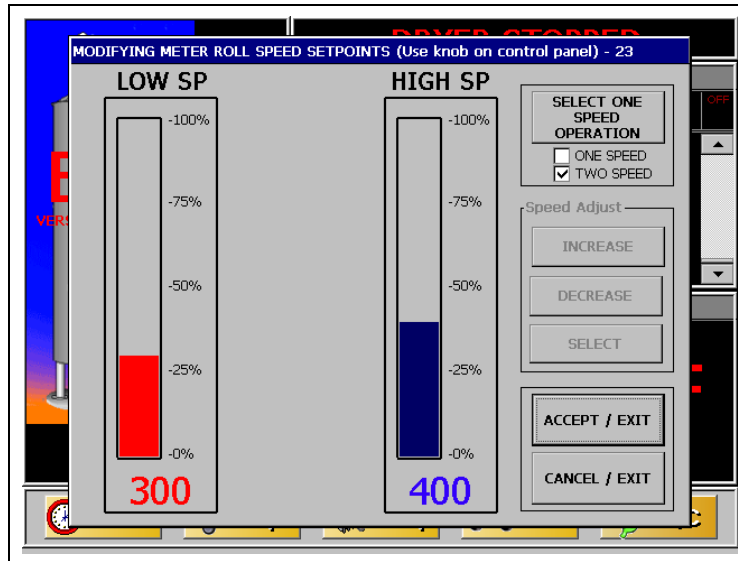 DRYER STOPPED
MODIFYING METER ROLL SPEED SETPOINTS (Use knob on control panel) - 23
LOW SP
HIGH SP
-100%
-75%
-50%
-25%
-0%
300
-100%
-75%
-50%
-25%
-0%
400
SELECT ONE
SPEED
OPERATION
ONE SPEED
TWO SPEED
Speed Adjust
INCREASE
DECREASE
SELECT
ACCEPT / EXIT
CANCEL / EXIT
OFF